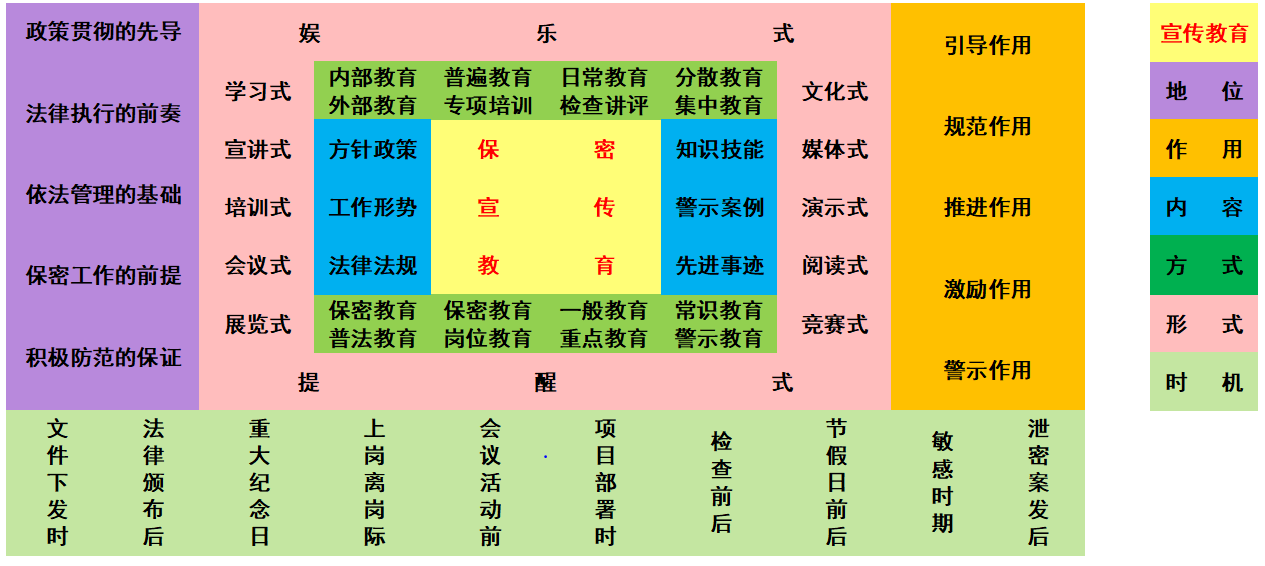 政策贯彻的先导
法律执行的前奏
依法管理的基础
保密工作的前提
积极防范的保证
娱乐式
学习式
宣讲式
培训式
会议式
展览式
内部教育 普遍教育 日常教育 分散教育
外部教育 专项培训 检查讲评 集中教育
方针政策
工作形势
法律法规
保密
宣传
教育
知识技能
警示案例
先进事迹
保密教育 保密教育 一般教育 常识教育
普法教育 岗位教育 重点教育 警示教育
文化式
媒体式
演示式
阅读式
竞赛式
提醒式
引导作用
规范作用
推进作用
激励作用
警示作用
文件下发时
法律颁布后
重大纪念日
上岗离岗际
会议活动前
项目部署时
检查前后
节假日前后
敏感时期
泄密案发后
宣传教育
地位
作用
内容
方式
形式
时机